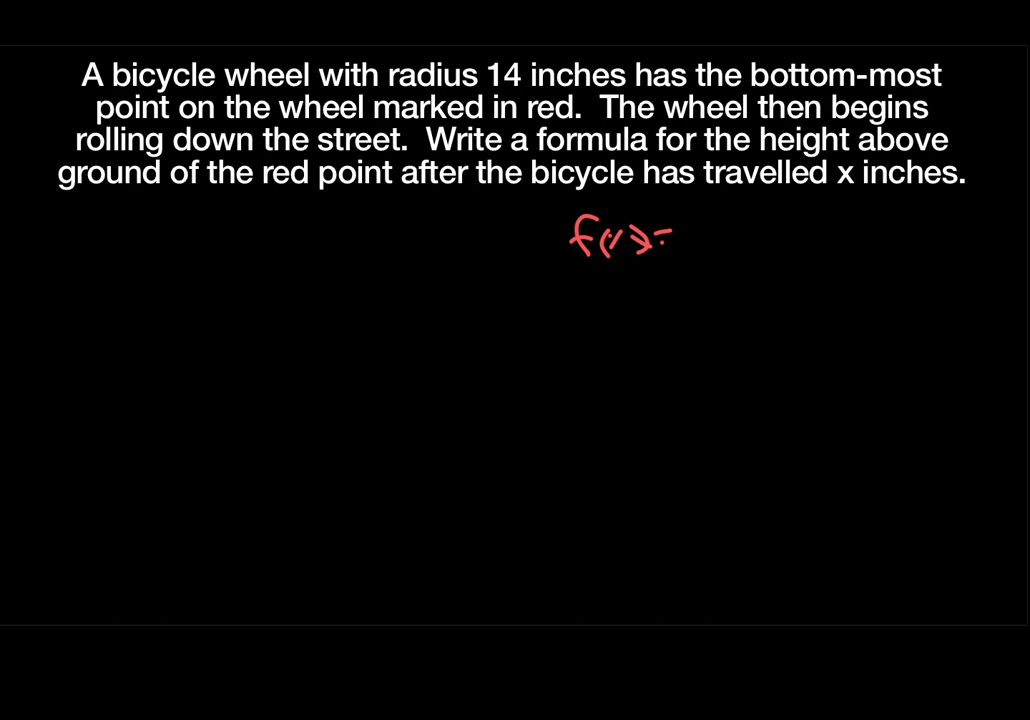 A bicycle wheel with radius 14 inches has the bottom-most
point on the wheel marked in red. The wheel then begins
rolling down the street. Write a formula for the height above
ground of the red point after the bicycle has travelled x inches.
f(x)=